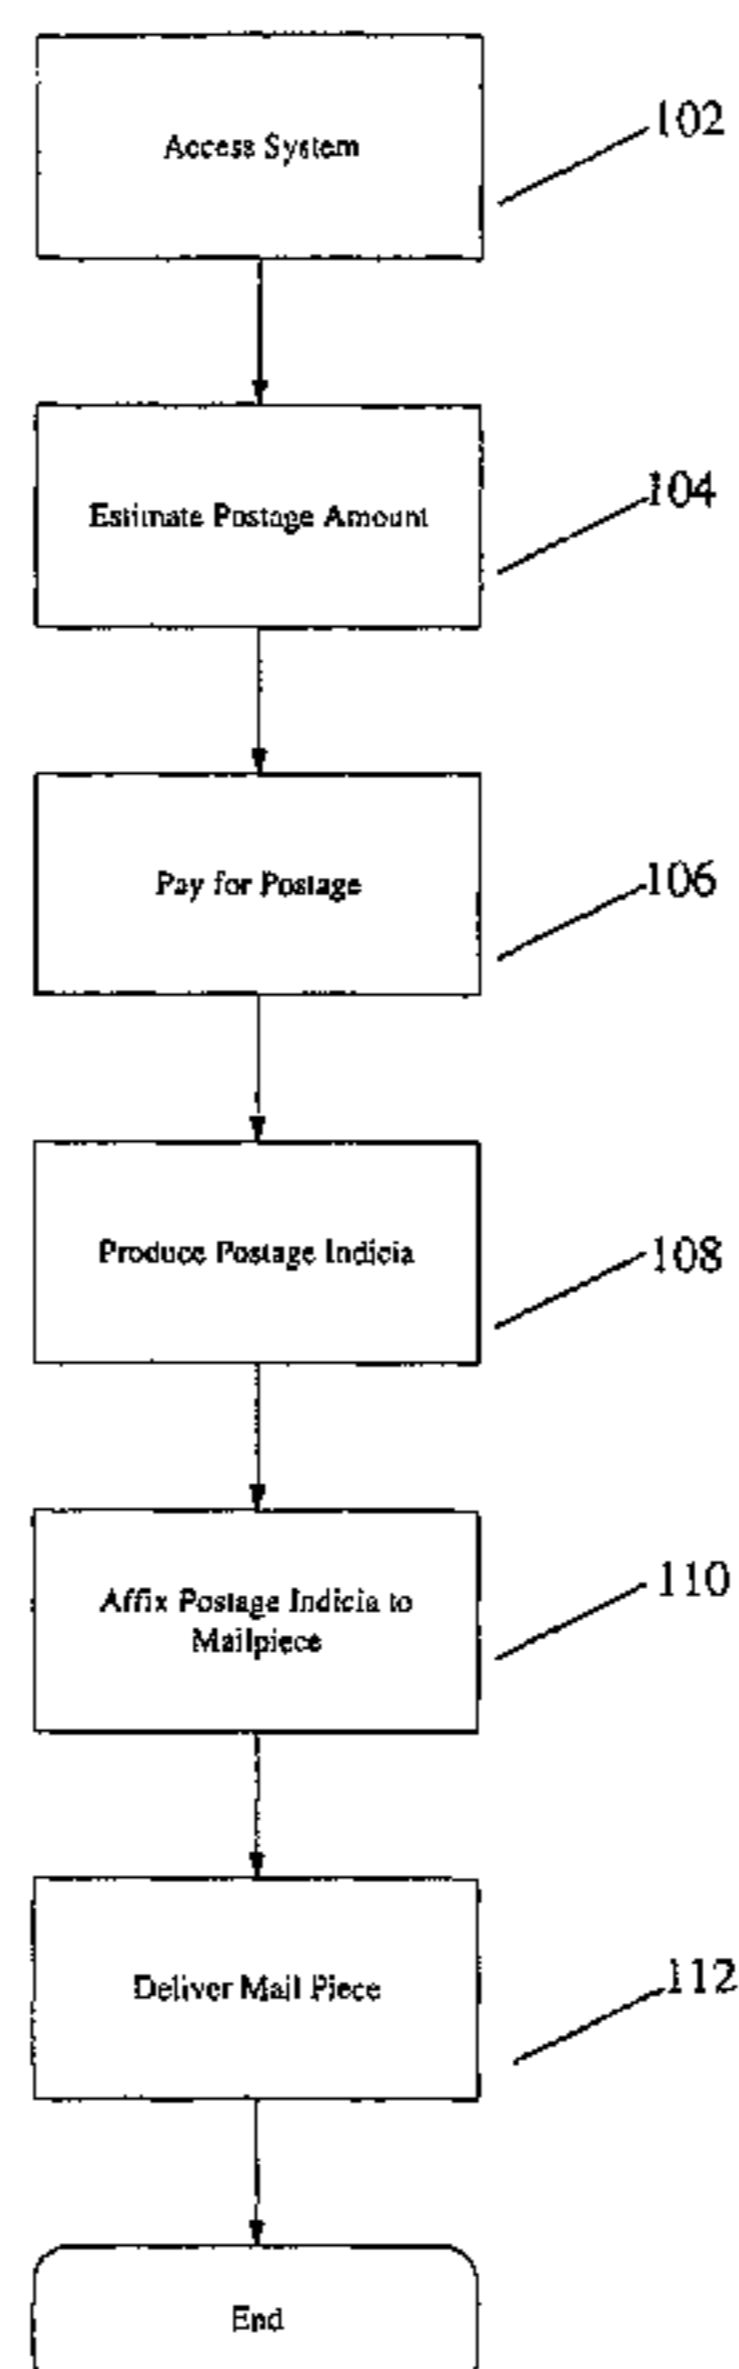 Access System
102
Estimate Postage Amount
104
Pay for Postage
106
Produce Postage Indicia
108
Affix Postage Indicia to
Mailpiece
110
Deliver Mail Piece
112
End